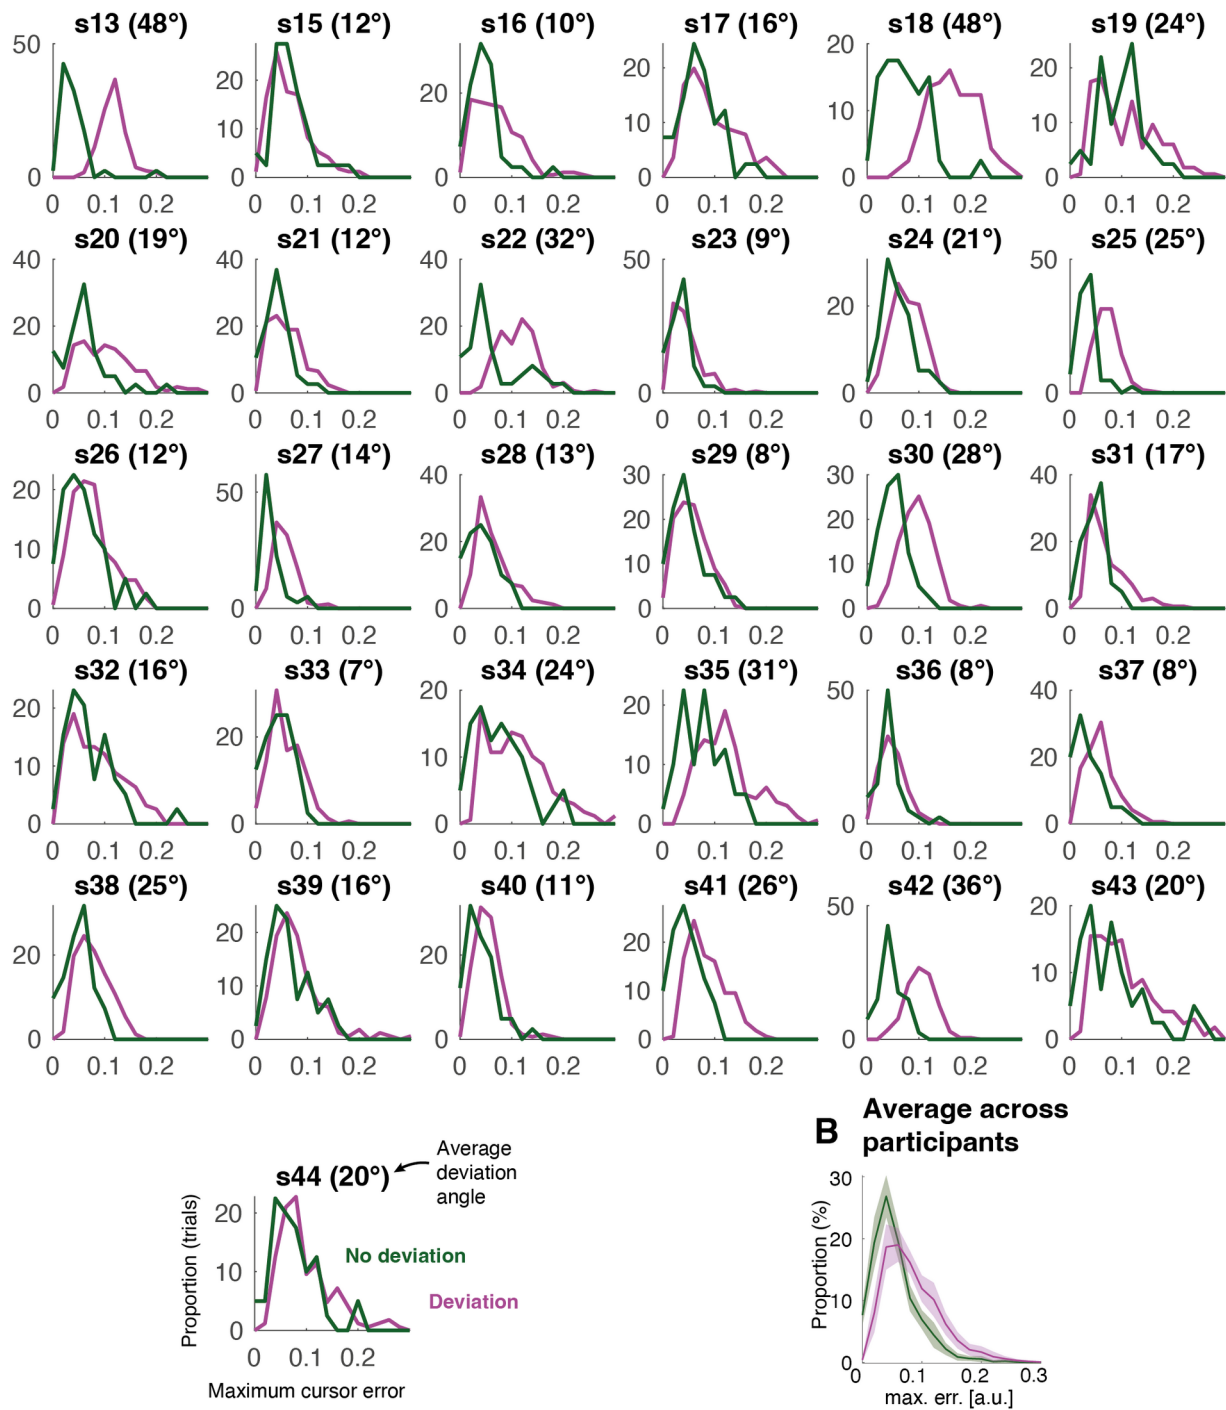 s13 (48°) s15 (12°) s16 (10°) s17 (16°) s18 (48°) s19 (24°)
50 20 20
20 20 20
10 10 10 10
0 0 0 0 0 0
0 0.1 0.2 0 0.1 0.2 0 0.1 0.2 0 0.1 0.2 0 0.1 0.2 0 0.1 0.2
s20 (19°) s21 (12°) s22 (32°) s23 (9°) s24 (21°) s25 (25°)
40 40 40 50 50
20 20 20 20
0 0 0 0 0 0
0 0.1 0.2 0 0.1 0.2 0 0.1 0.2 0 0.1 0.2 0 0.1 0.2 0 0.1 0.2
s26 (12°) s27 (14°) s28 (13°) s29 (8°) s30 (28°) s31 (17°)
20 50 40 30 30 40
10 20 20 20 20
10 10
0 0 0 0 0 0
0 0.1 0.2 0 0.1 0.2 0 0.1 0.2 0 0.1 0.2 0 0.1 0.2 0 0.1 0.2
s32 (16°) s33 (7°) s34 (24°) s35 (31°) s36 (8°) s37 (8°)
20 20 20 20 50 40
10 10 10 20
0 0 0 0 0 0
0 0.1 0.2 0 0.1 0.2 0 0.1 0.2 0 0.1 0.2 0 0.1 0.2 0 0.1 0.2
s38 (25°) s39 (16°) s40 (11°) s41 (26°) s42 (36°) s43 (20°)
50 20
20 20 20 20
10 10 10
0 0 0 0 0 0
0 0.1 0.2 0 0.1 0.2 0 0.1 0.2 0 0.1 0.2 0 0.1 0.2 0 0.1 0.2
s44 (20°)
Average
deviation
angle
Proportion (trials)
20
10
0
No deviation
Deviation
0 0.1 0.2
Maximum cursor error
B
Average across
participants
Proportion (%)
30
20
10
0
0 0.1 0.2 0.3
max. err. [a.u.]